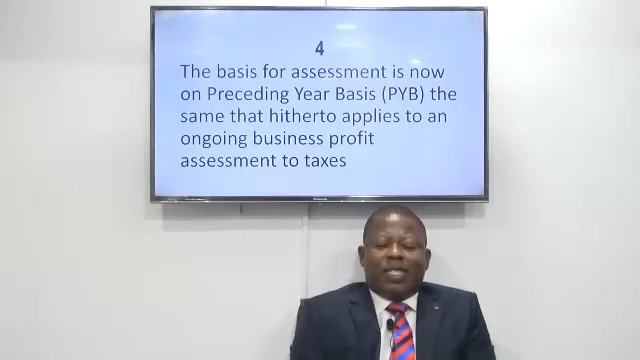 4
The basis for assessment is now
on Preceding Year Basis (PYB) the
same that hitherto applies to an
ongoing business profit
assessment to taxes
Panasonic